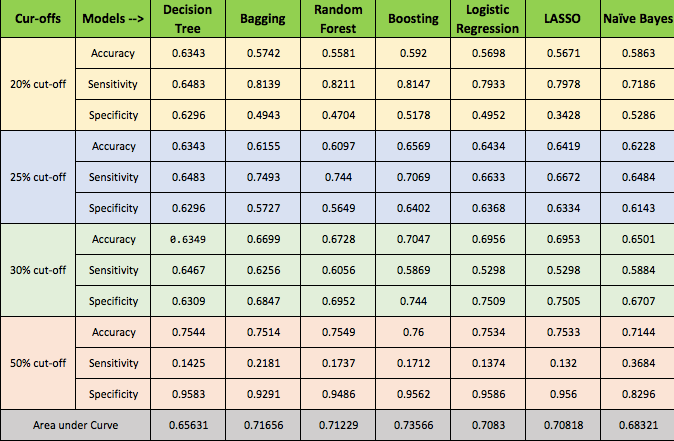 Cur-offs Models --> Decision Tree Bagging Random Forest Boosting Logistic Regression LASSO Naïve Bayes
20% cut-off Accuracy 0.6343 0.5742 0.5581 0.592 0.5698 0.5671 0.5863
Sensitivity 0.6483 0.8139 0.8211 0.8147 0.7933 0.7978 0.7186
Specificity 0.6296 0.4943 0.4704 0.5178 0.4952 0.3428 0.5286
25% cut-off Accuracy 0.6343 0.6155 0.6097 0.6569 0.6434 0.6419 0.6228
Sensitivity 0.6483 0.7493 0.744 0.7069 0.6633 0.6672 0.6484
Specificity 0.6296 0.5727 0.5649 0.6402 0.6368 0.6334 0.6143
30% cut-off Accuracy 0.6349 0.6699 0.6728 0.7047 0.6956 0.6953 0.6501
Sensitivity 0.6467 0.6256 0.6056 0.5869 0.5298 0.5298 0.5884
Specificity 0.6309 0.6847 0.6952 0.744 0.7509 0.7505 0.6707
50% cut-off Accuracy 0.7544 0.7514 0.7549 0.76 0.7534 0.7533 0.7144
Sensitivity 0.1425 0.2181 0.1737 0.1712 0.1374 0.132 0.3684
Specificity 0.9583 0.9291 0.9486 0.9562 0.9586 0.956 0.8296
Area under Curve 0.65631 0.71656 0.71229 0.73566 0.7083 0.70818 0.68321